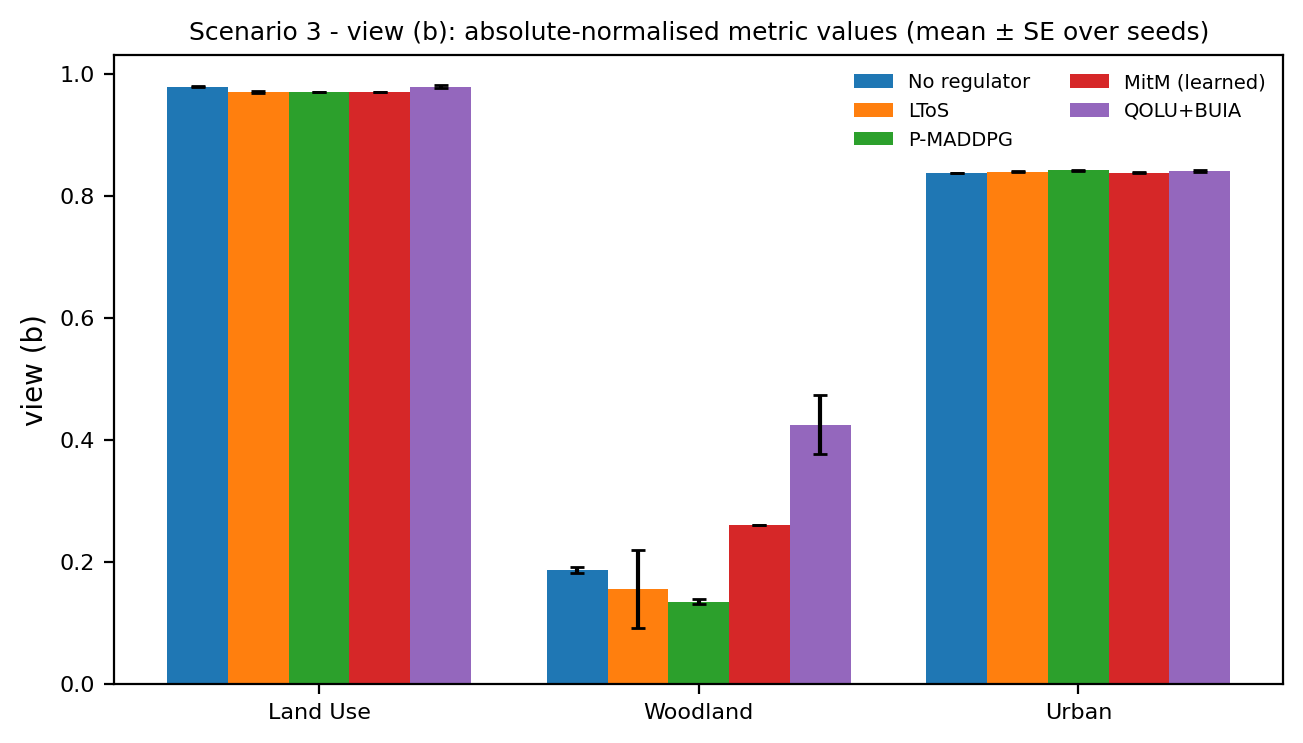 Scenario 3 - view (b): absolute-normalised metric values (mean ± SE over seeds)
view (b)
1.0
0.8
0.6
0.4
0.2
0.0
No regulator
LToS
P-MADDPG
MitM (learned)
QOLU+BUIA
Land Use
Woodland
Urban